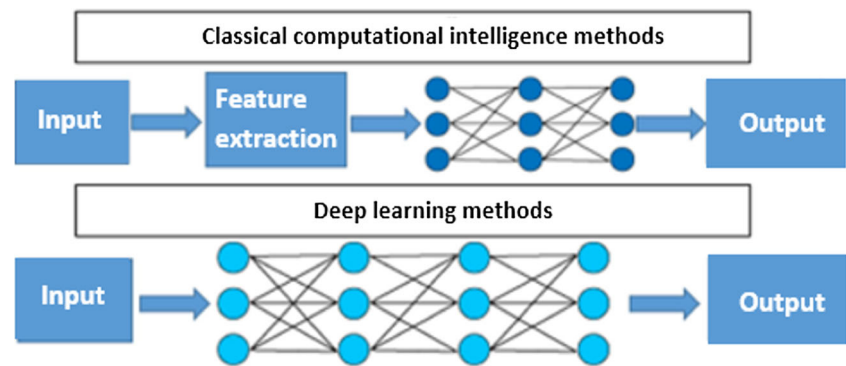 Classical computational intelligence methods
Input
Feature
extraction
Output
Deep learning methods
Input
Output